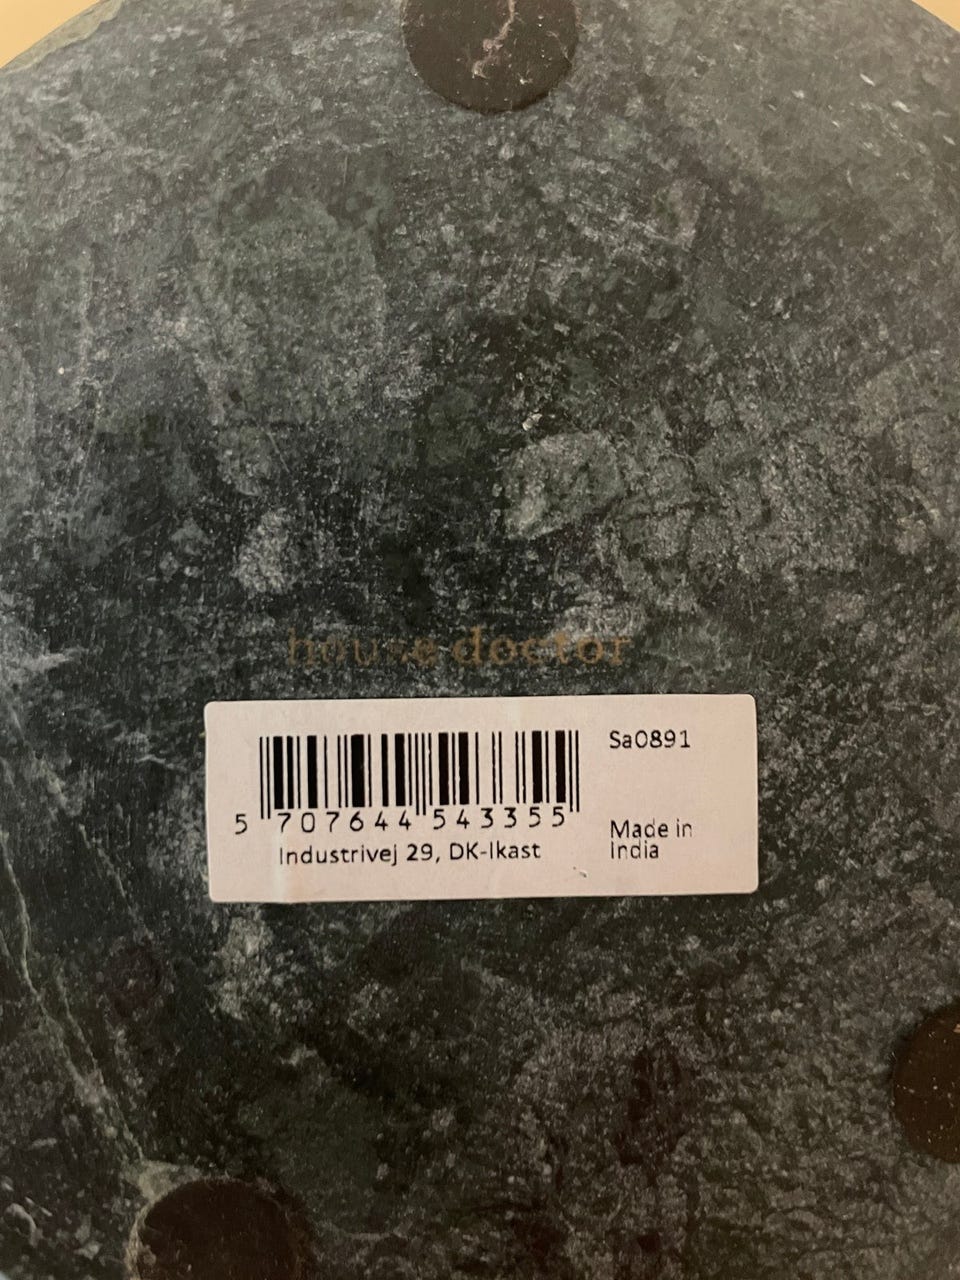 house doctor
Sa0891
5 707644 543355
Industrivej 29, DK-Ikast
Made in
India